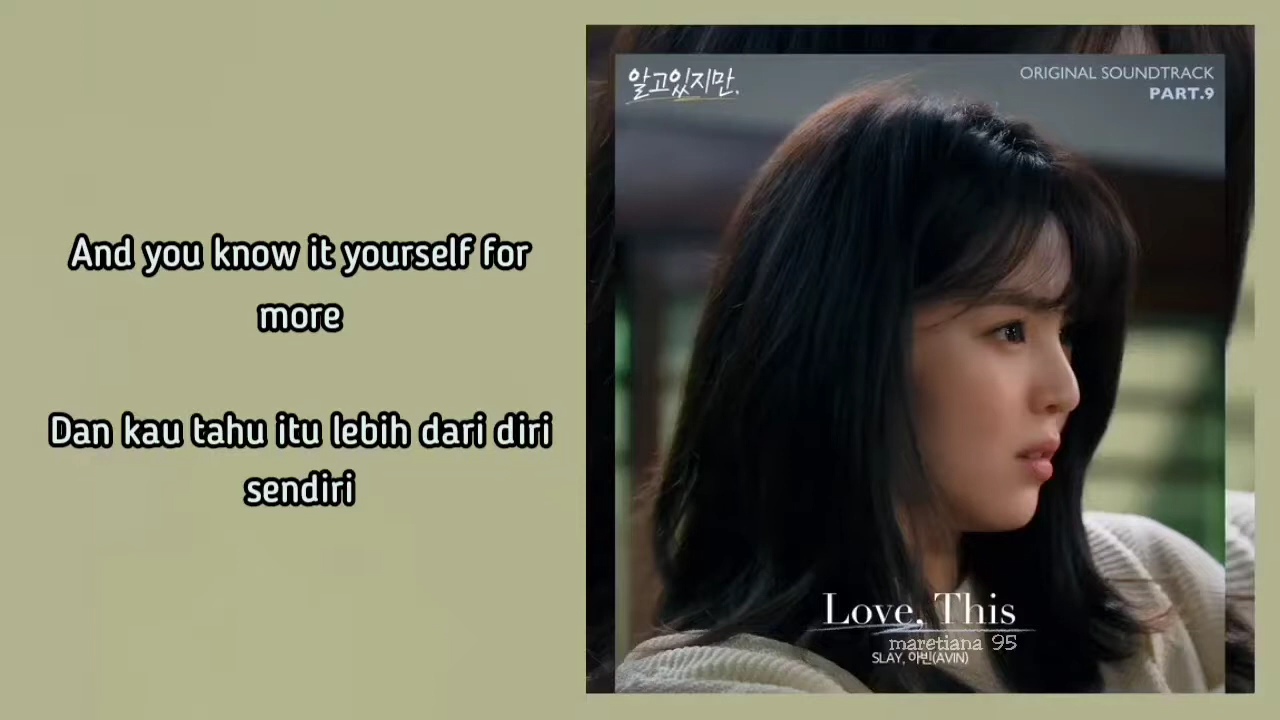 And you know it yourself for
more
Dan kau tahu itu lebih dari diri
sendiri
알고있지만.
ORIGINAL SOUNDTRACK
PART.9
Love, This
maretiana 95
SLAY, 아빈(AVIN)